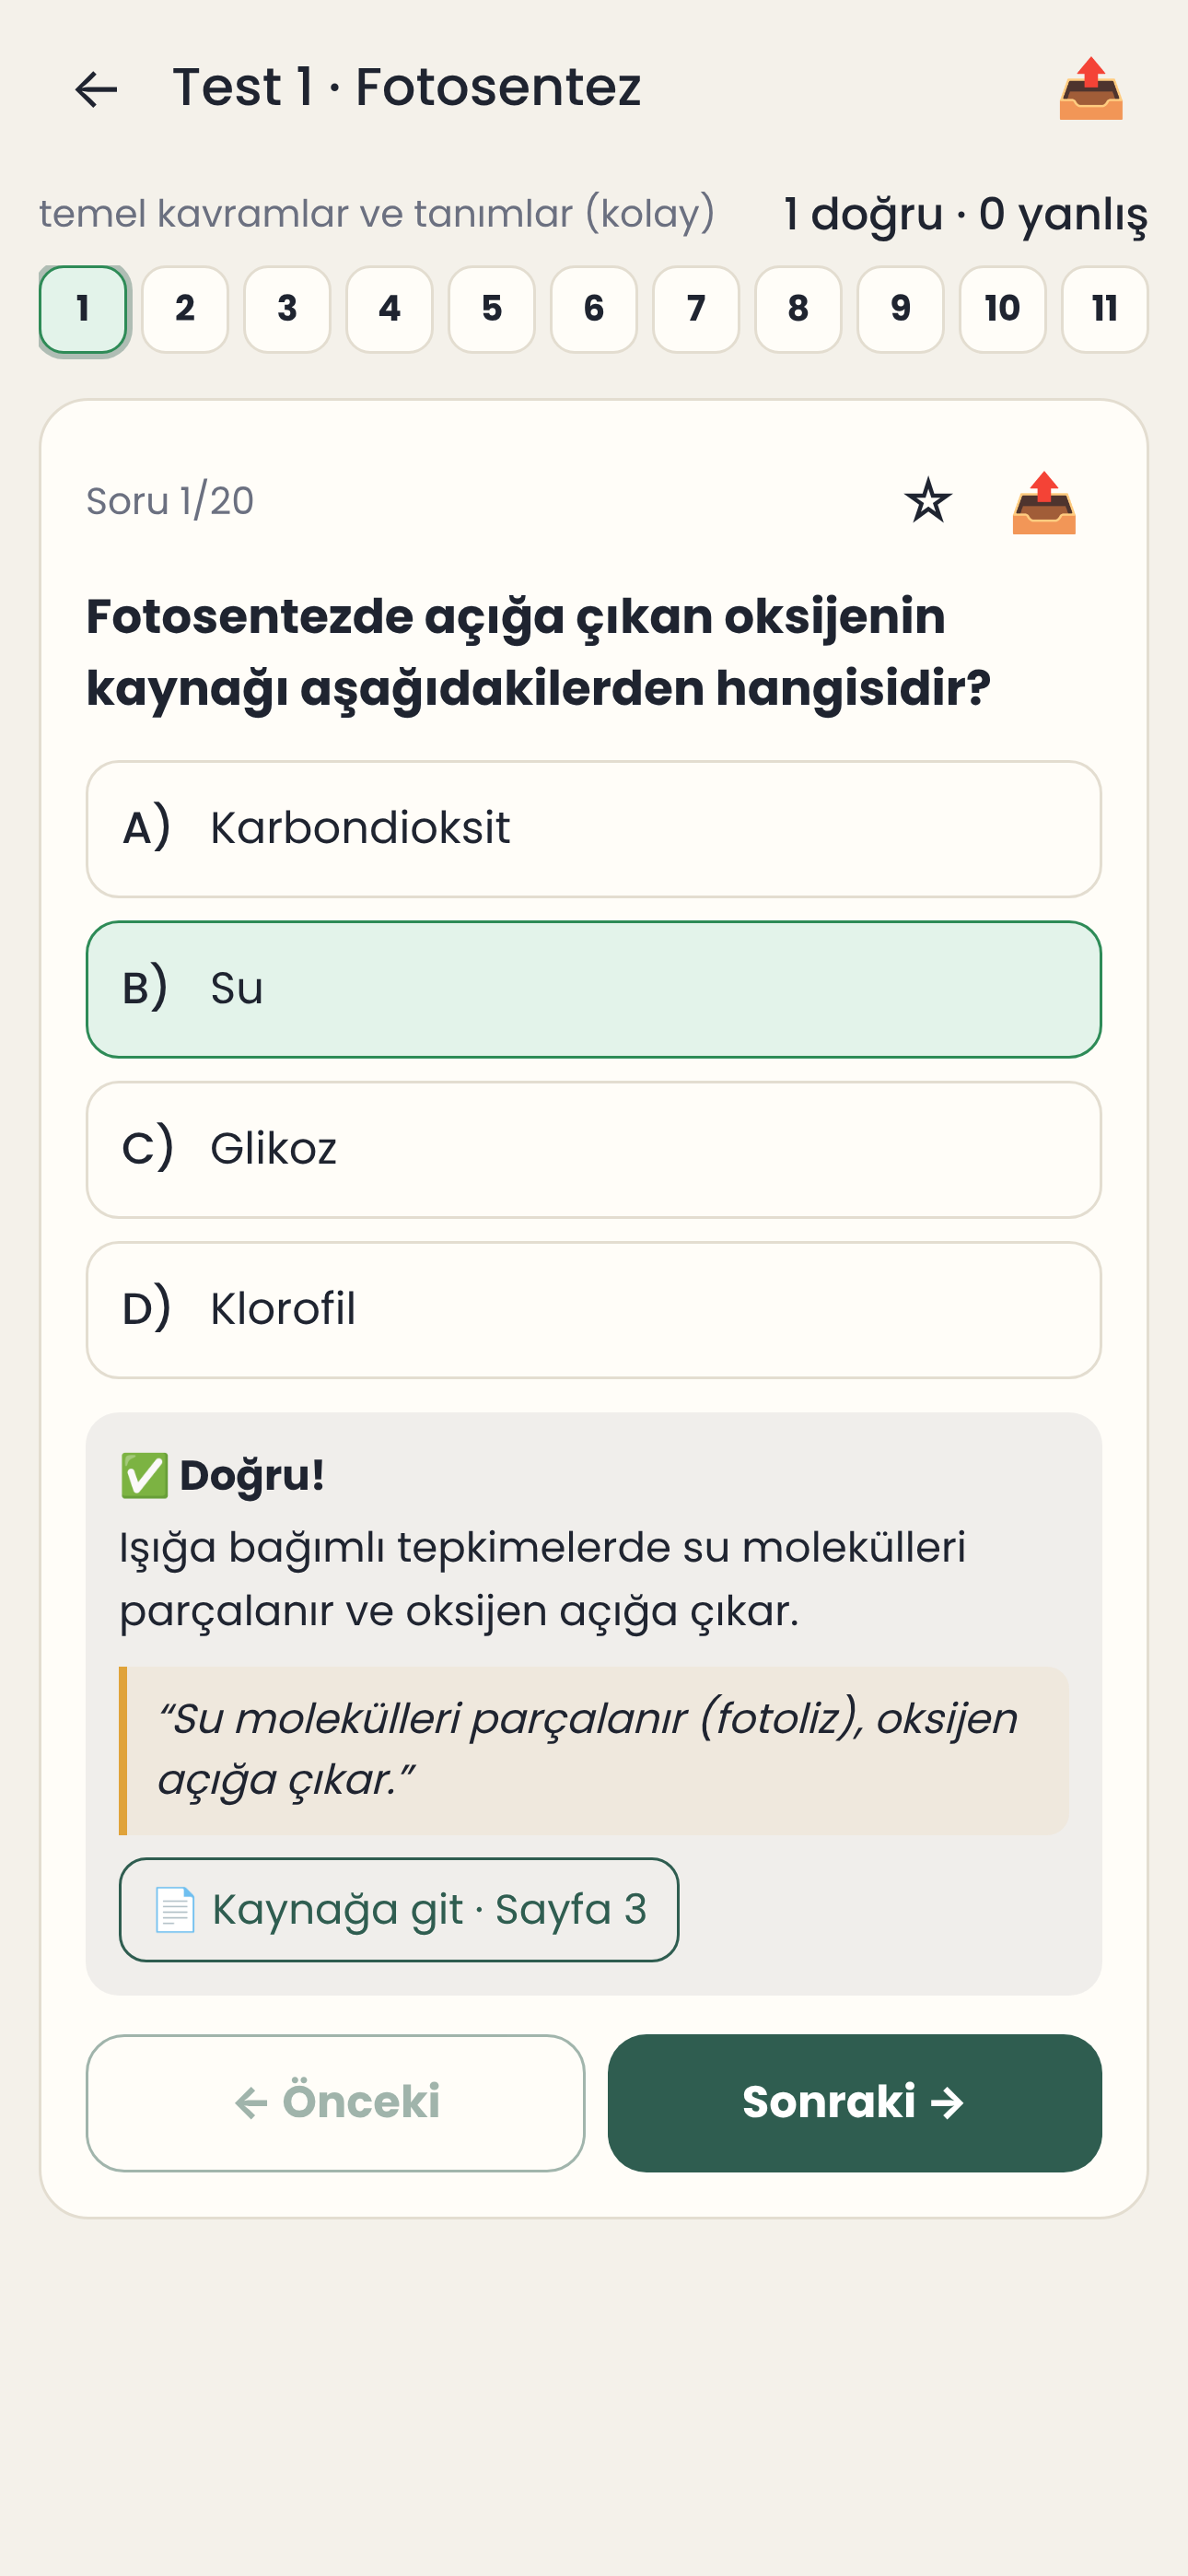 ← Test 1 · Fotosentez
temel kavramlar ve tanımlar (kolay) 1 doğru · 0 yanlış
1 2 3 4 5 6 7 8 9 10 11
Soru 1/20
Fotosentezde açığa çıkan oksijenin
kaynağı aşağıdakilerden hangisidir?
A) Karbondioksit
B) Su
C) Glikoz
D) Klorofil
✅ Doğru!
Işığa bağımlı tepkimelerde su molekülleri
parçalanır ve oksijen açığa çıkar.
“Su molekülleri parçalanır (fotoliz), oksijen
açığa çıkar.”
Kaynağa git · Sayfa 3
← Önceki Sonraki →